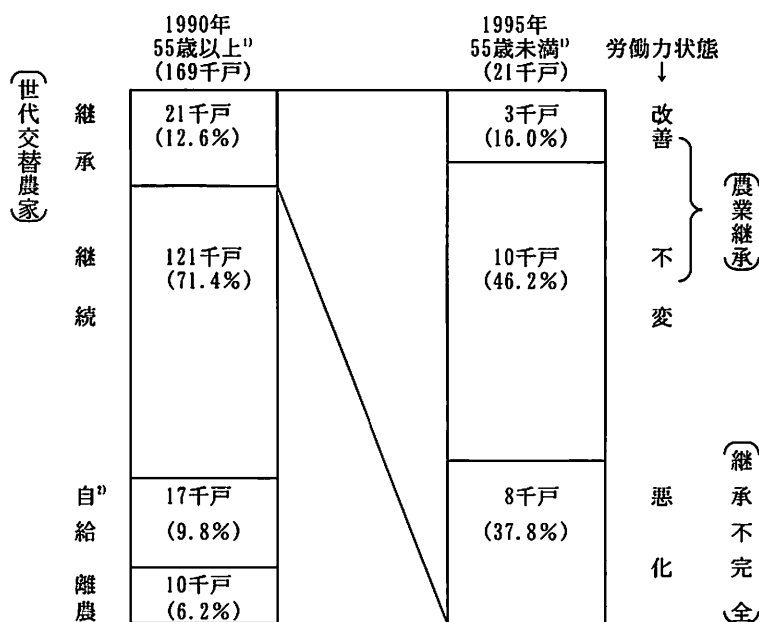 1990年
55歳以上¹⁾
(169千戸)
1995年
55歳未満¹⁾
(21千戸)
労働力状態
↓
(世代交替農家)
継承
21千戸
(12.6%)
継続
121千戸
(71.4%)
自²⁾給
17千戸
(9.8%)
離農
10千戸
(6.2%)
3千戸
(16.0%)
改善
10千戸
(46.2%)
不変
(農業継承)
8千戸
(37.8%)
悪化
(継承不完全)